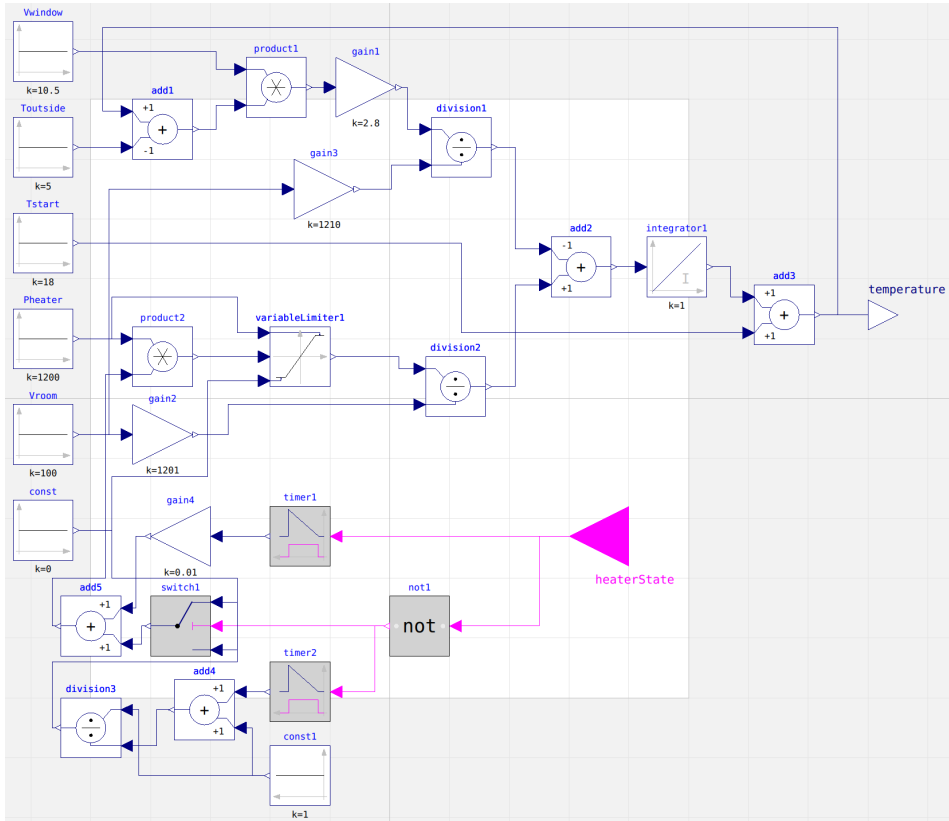 Vwindow
k=10.5
product1
gain1
k=2.8
add1
+1
+
-1
division1
Toutside
k=5
gain3
k=1210
Tstart
k=18
add2
-1
+
+1
integrator1
I
k=1
add3
+1
+
+1
temperature
Pheater
k=1200
product2
variableLimiter1
division2
Vroom
k=100
gain2
k=1201
const
k=0
gain4
k=0.01
timer1
heaterState
add5
+1
+
+1
switch1
not1
not
timer2
add4
+1
+
+1
division3
const1
k=1